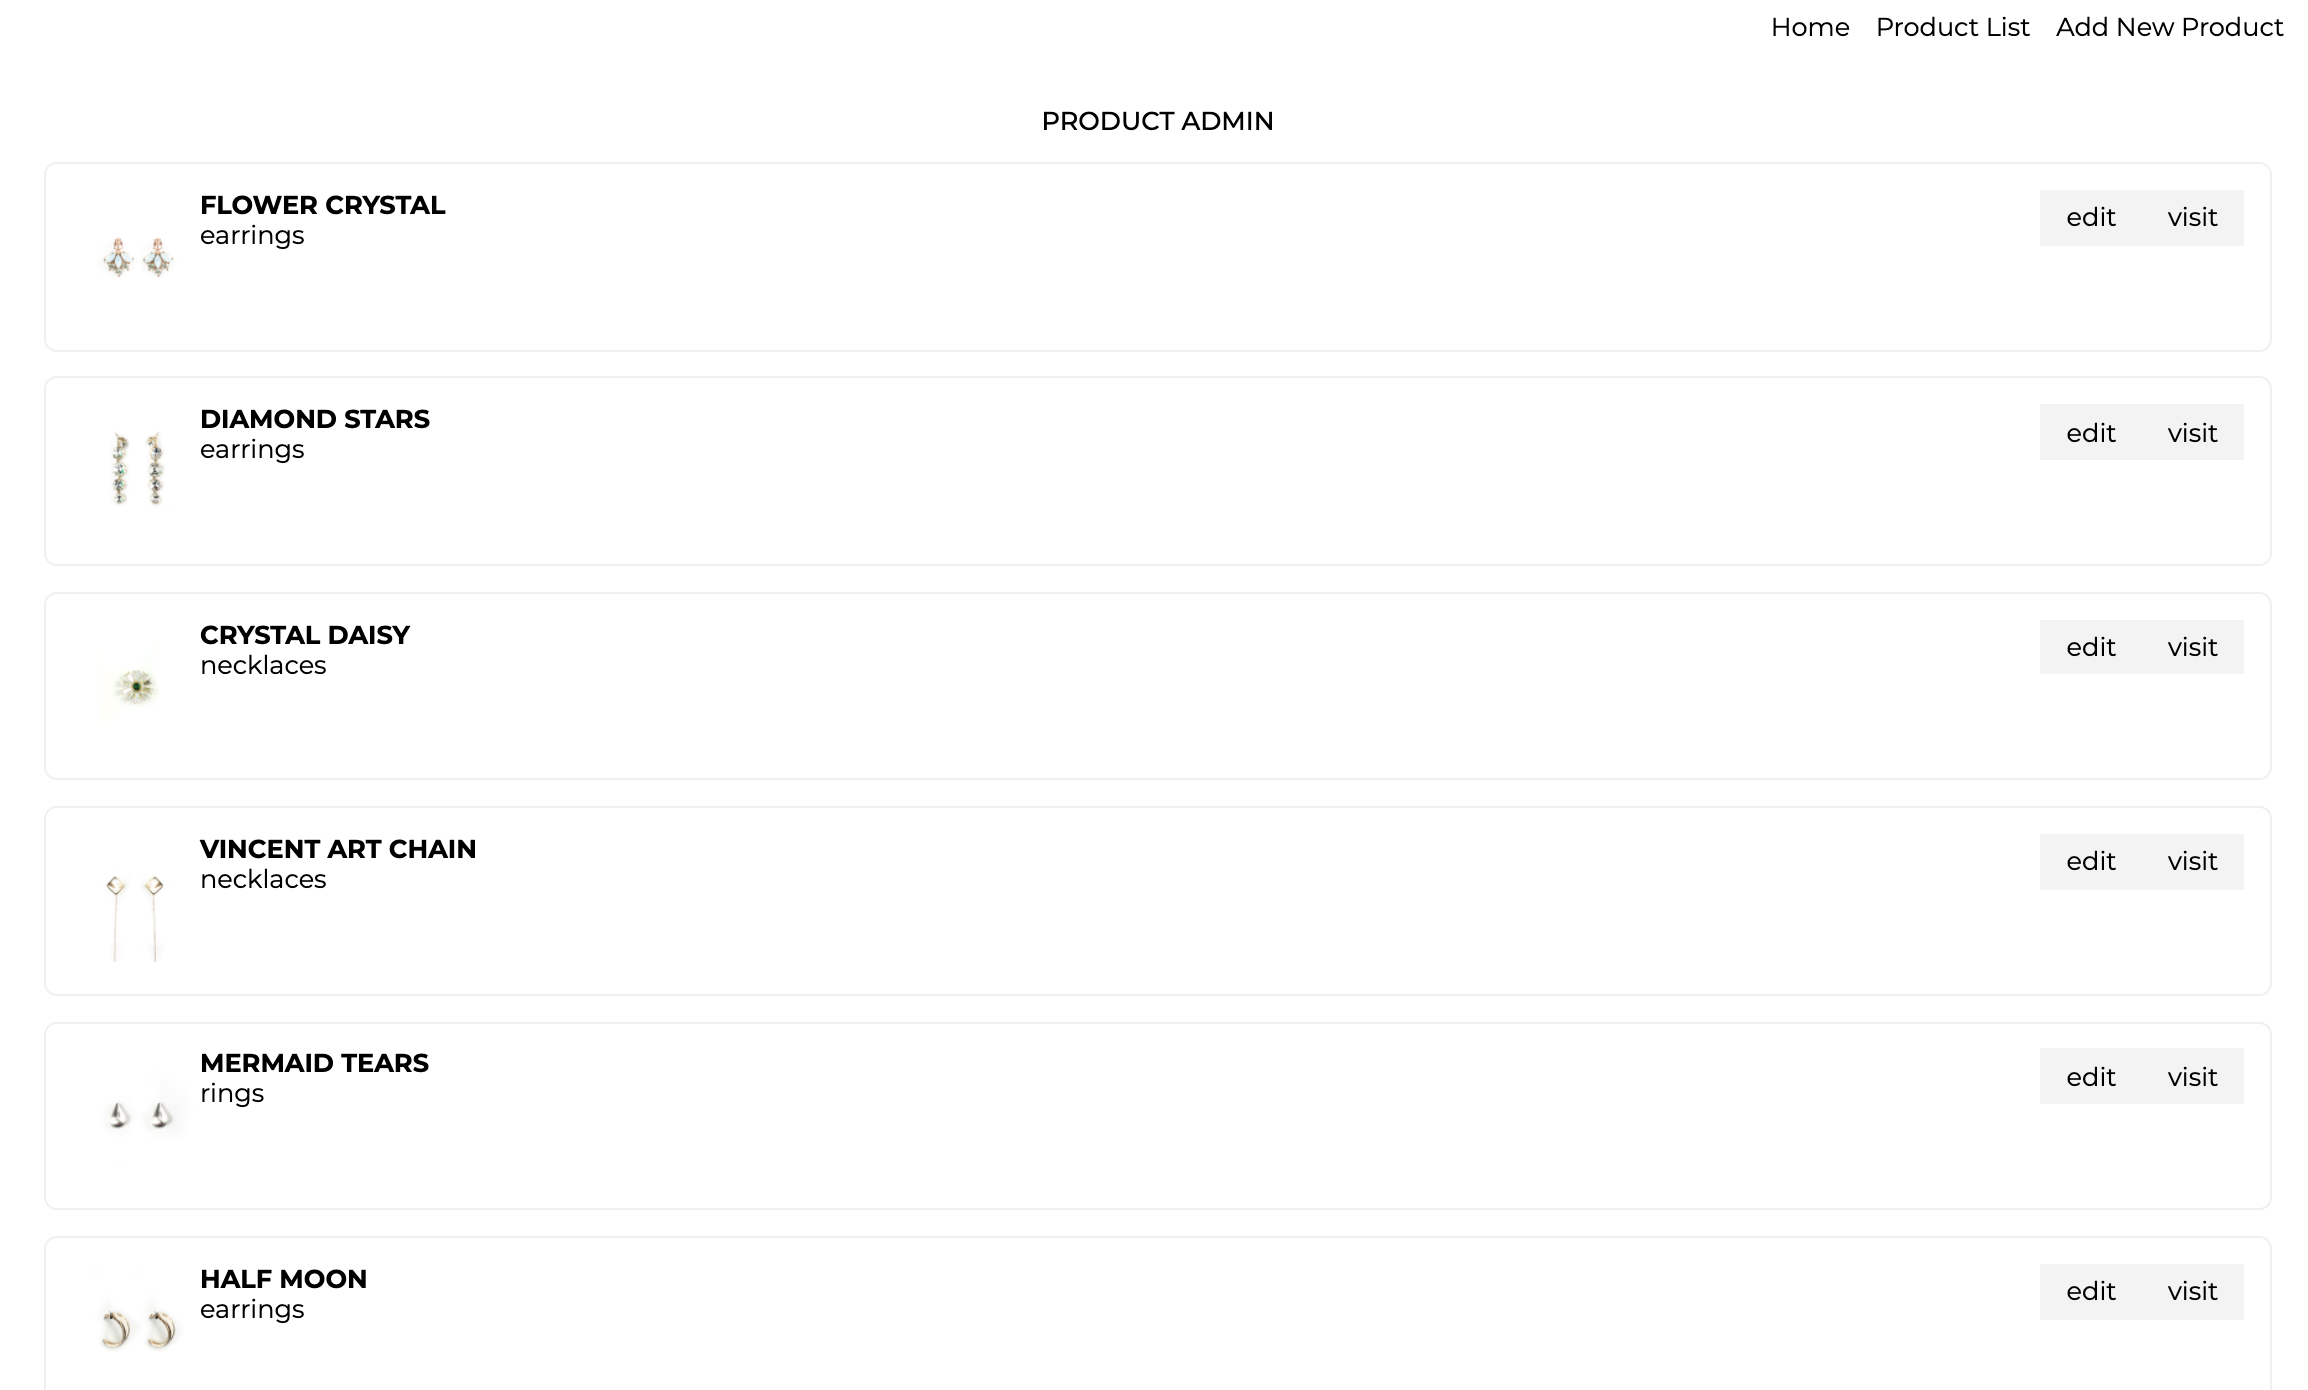 Home Product List Add New Product
PRODUCT ADMIN
FLOWER CRYSTAL
earrings
edit visit
DIAMOND STARS
earrings
edit visit
CRYSTAL DAISY
necklaces
edit visit
VINCENT ART CHAIN
necklaces
edit visit
MERMAID TEARS
rings
edit visit
HALF MOON
earrings
edit visit